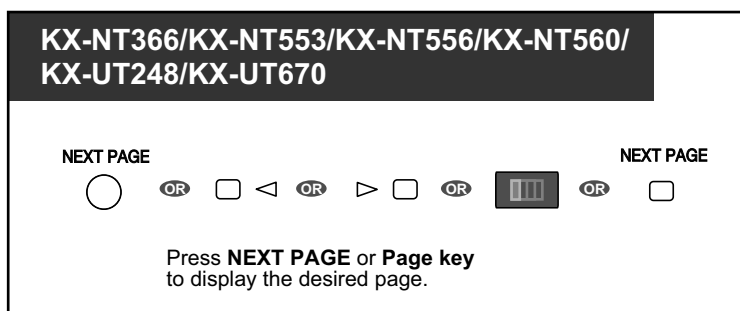 KX-NT366/KX-NT553/KX-NT556/KX-NT560/
KX-UT248/KX-UT670
NEXT PAGE
NEXT PAGE
OR
OR
OR
OR
Press NEXT PAGE or Page key
to display the desired page.